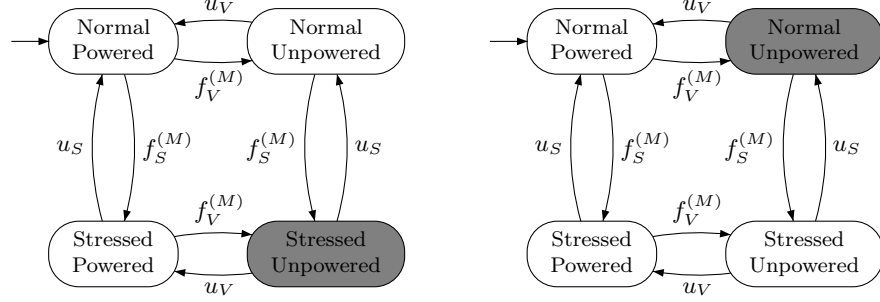 Normal
Powered
u_V
f_V^{(M)}
Normal
Unpowered
u_S
f_S^{(M)}
f_S^{(M)}
u_S
Stressed
Powered
f_V^{(M)}
u_V
Stressed
Unpowered
Normal
Powered
u_V
f_V^{(M)}
Normal
Unpowered
u_S
f_S^{(M)}
f_S^{(M)}
u_S
Stressed
Powered
f_V^{(M)}
u_V
Stressed
Unpowered